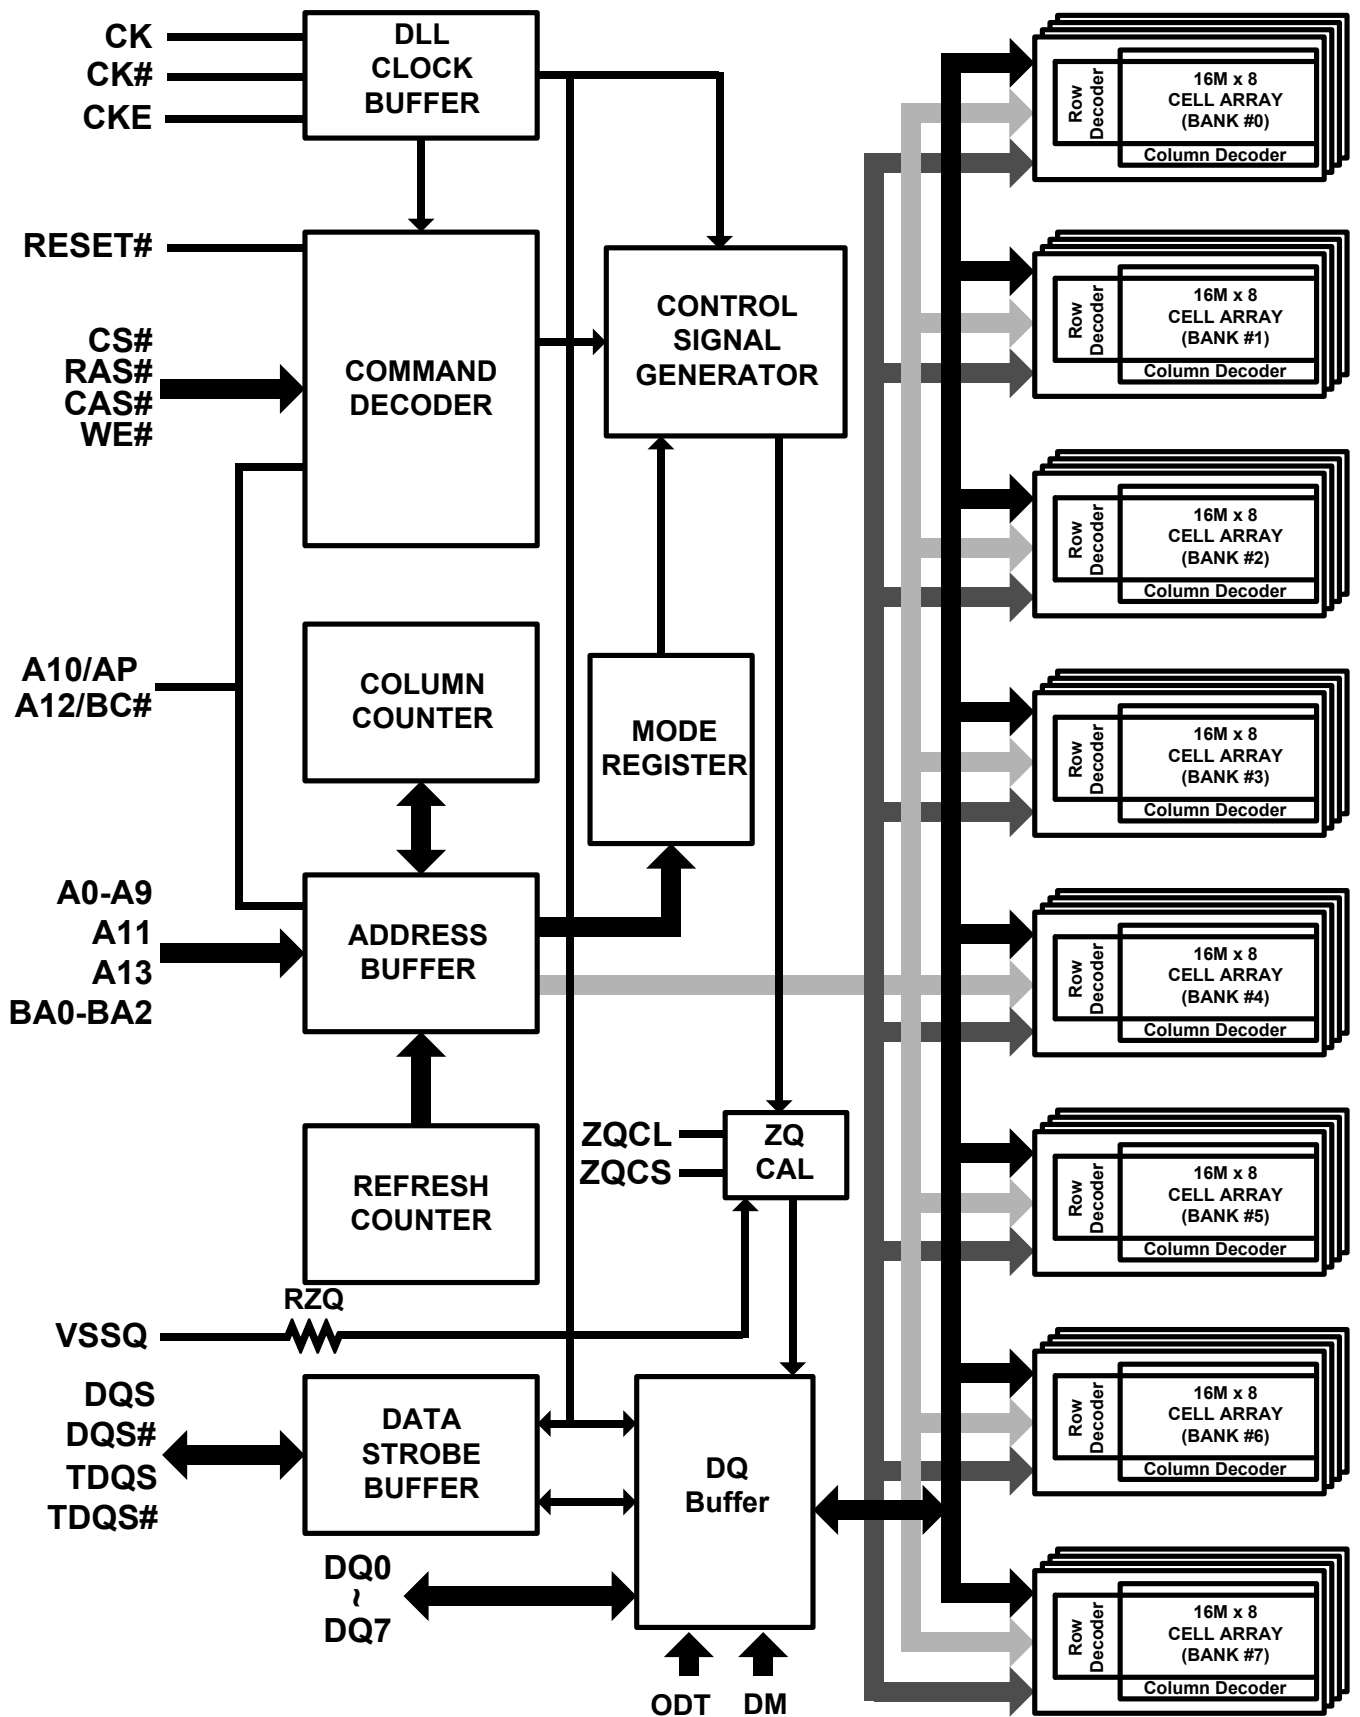 CK
CK#
CKE
DLL
CLOCK
BUFFER
RESET#
CS#
RAS#
CAS#
WE#
COMMAND
DECODER
CONTROL
SIGNAL
GENERATOR
A10/AP
A12/BC#
COLUMN
COUNTER
MODE
REGISTER
A0-A9
A11
A13
BA0-BA2
ADDRESS
BUFFER
REFRESH
COUNTER
ZQCL
ZQCS
ZQ
CAL
RZQ
VSSQ
DQS
DQS#
TDQS
TDQS#
DATA
STROBE
BUFFER
DQ
Buffer
DQ0
~
DQ7
ODT
DM
Row
Decoder
16M x 8
CELL ARRAY
(BANK #0)
Column Decoder
Row
Decoder
16M x 8
CELL ARRAY
(BANK #1)
Column Decoder
Row
Decoder
16M x 8
CELL ARRAY
(BANK #2)
Column Decoder
Row
Decoder
16M x 8
CELL ARRAY
(BANK #3)
Column Decoder
Row
Decoder
16M x 8
CELL ARRAY
(BANK #4)
Column Decoder
Row
Decoder
16M x 8
CELL ARRAY
(BANK #5)
Column Decoder
Row
Decoder
16M x 8
CELL ARRAY
(BANK #6)
Column Decoder
Row
Decoder
16M x 8
CELL ARRAY
(BANK #7)
Column Decoder